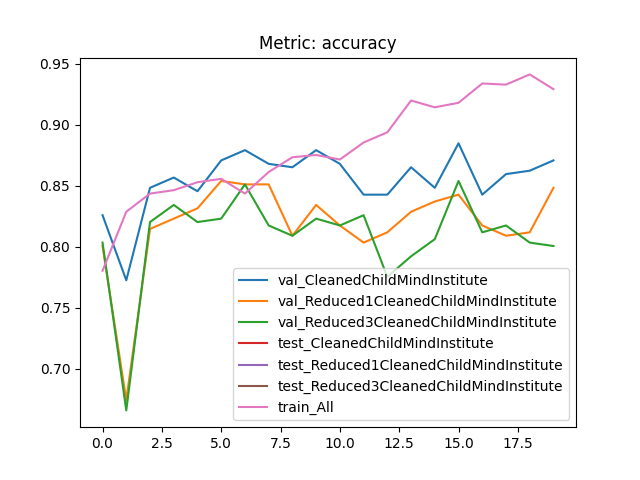 Metric: accuracy
0.95
0.90
0.85
0.80
0.75
0.70
val_CleanedChildMindInstitute
val_Reduced1CleanedChildMindInstitute
val_Reduced3CleanedChildMindInstitute
test_CleanedChildMindInstitute
test_Reduced1CleanedChildMindInstitute
test_Reduced3CleanedChildMindInstitute
train_All
0.0 2.5 5.0 7.5 10.0 12.5 15.0 17.5